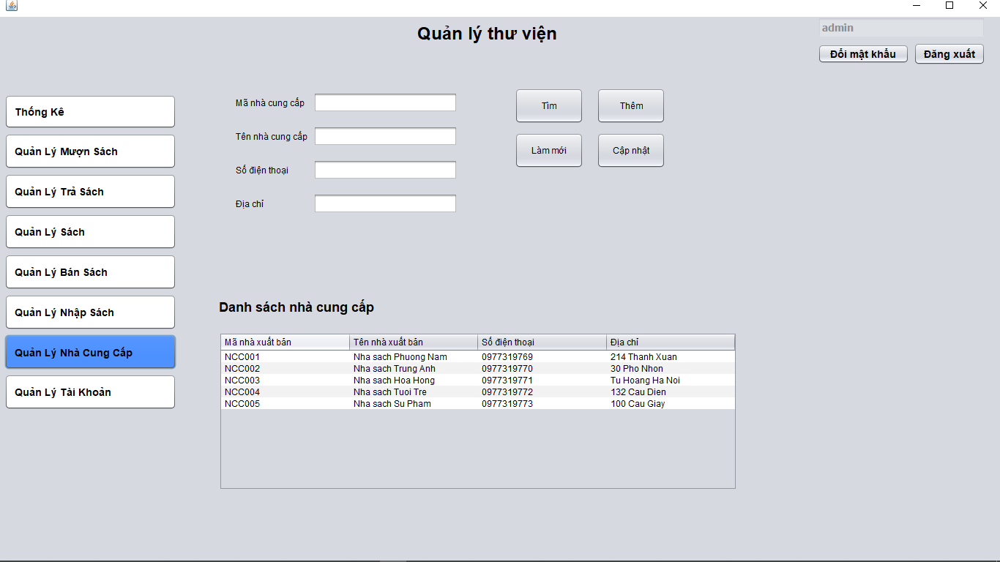 Quản lý thư viện
admin
Đổi mật khẩu
Đăng xuất
Thống Kê
Quản Lý Mượn Sách
Quản Lý Trả Sách
Quản Lý Sách
Quản Lý Bán Sách
Quản Lý Nhập Sách
Quản Lý Nhà Cung Cấp
Quản Lý Tài Khoản
Mã nhà cung cấp
Tên nhà cung cấp
Số điện thoại
Địa chỉ
Tìm
Thêm
Làm mới
Cập nhật
Danh sách nhà cung cấp
Mã nhà xuất bản Tên nhà xuất bản Số điện thoại Địa chỉ
NCC001 Nha sach Phuong Nam 0977319769 214 Thanh Xuan
NCC002 Nha sach Trung Anh 0977319770 30 Pho Nhon
NCC003 Nha sach Hoa Hong 0977319771 Tu Hoang Ha Noi
NCC004 Nha sach Tuoi Tre 0977319772 132 Cau Dien
NCC005 Nha sach Su Pham 0977319773 100 Cau Giay